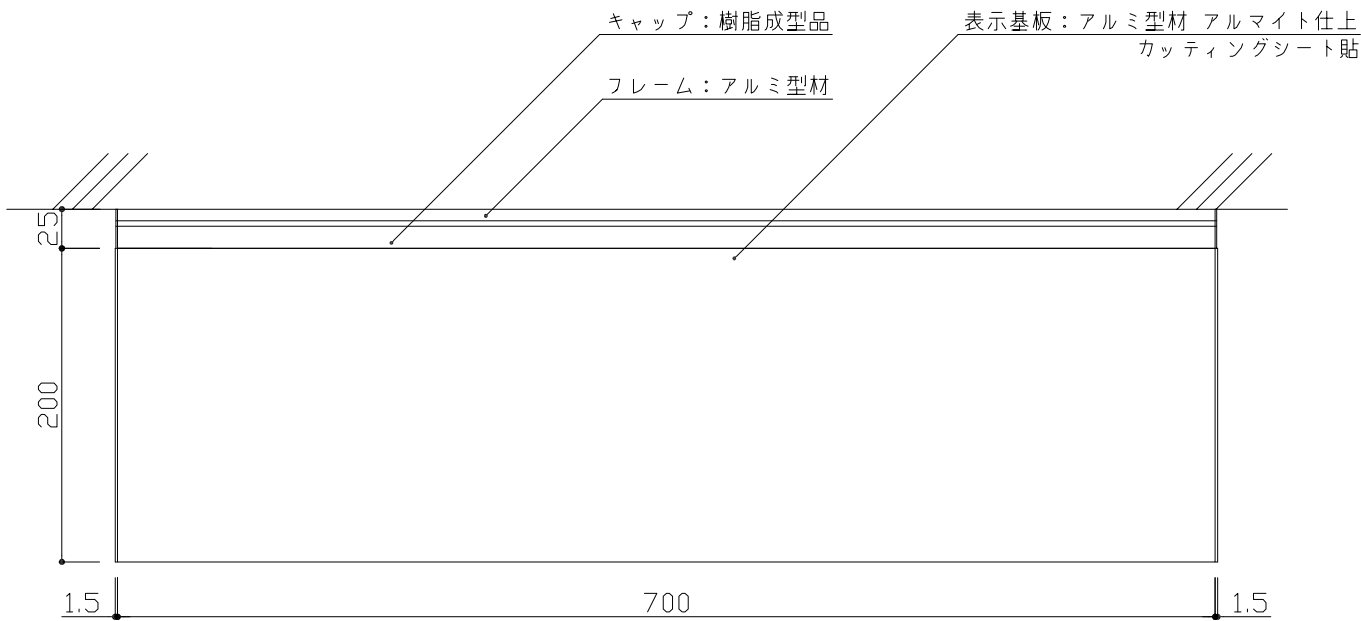 キャップ：樹脂成型品
表示基板：アルミ型材 アルマイト仕上
カッティングシート貼
フレーム：アルミ型材
25
200
1.5
700
1.5